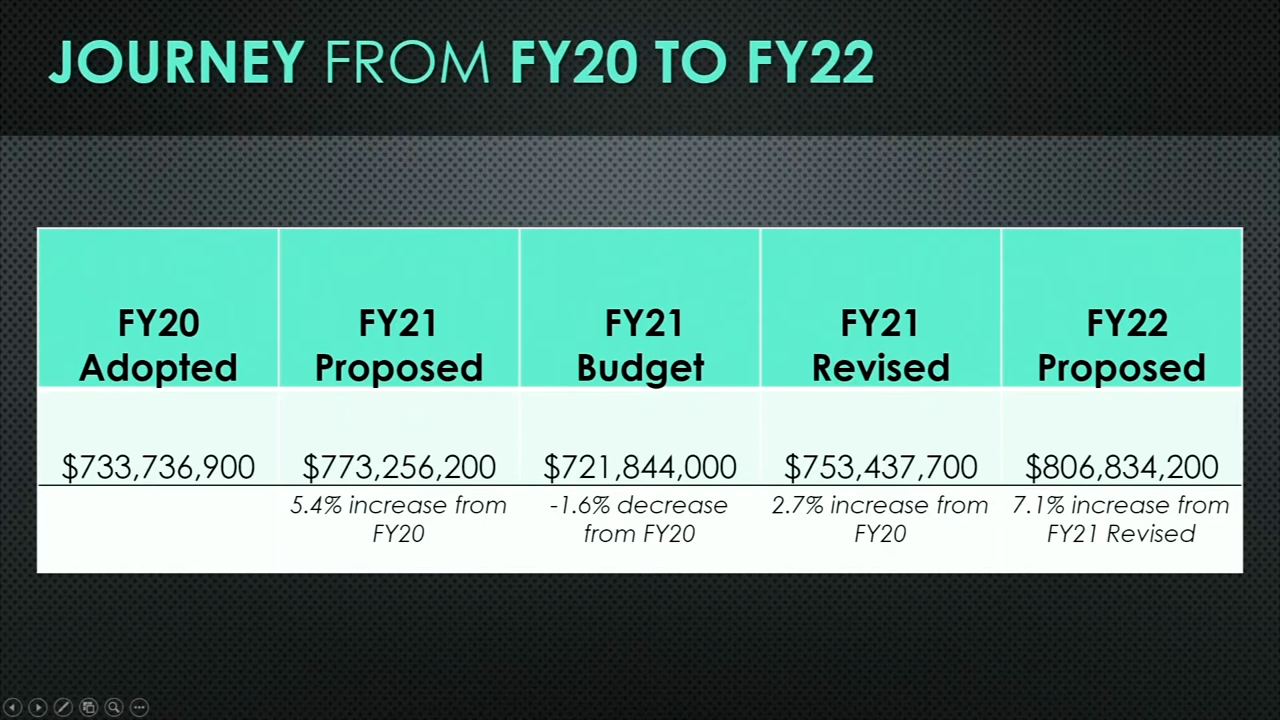 JOURNEY FROM FY20 TO FY22
FY20
Adopted
FY21
Proposed
FY21
Budget
FY21
Revised
FY22
Proposed
$733,736,900
$773,256,200
$721,844,000
$753,437,700
$806,834,200
5.4% increase from
FY20
-1.6% decrease
from FY20
2.7% increase from
FY20
7.1% increase from
FY21 Revised